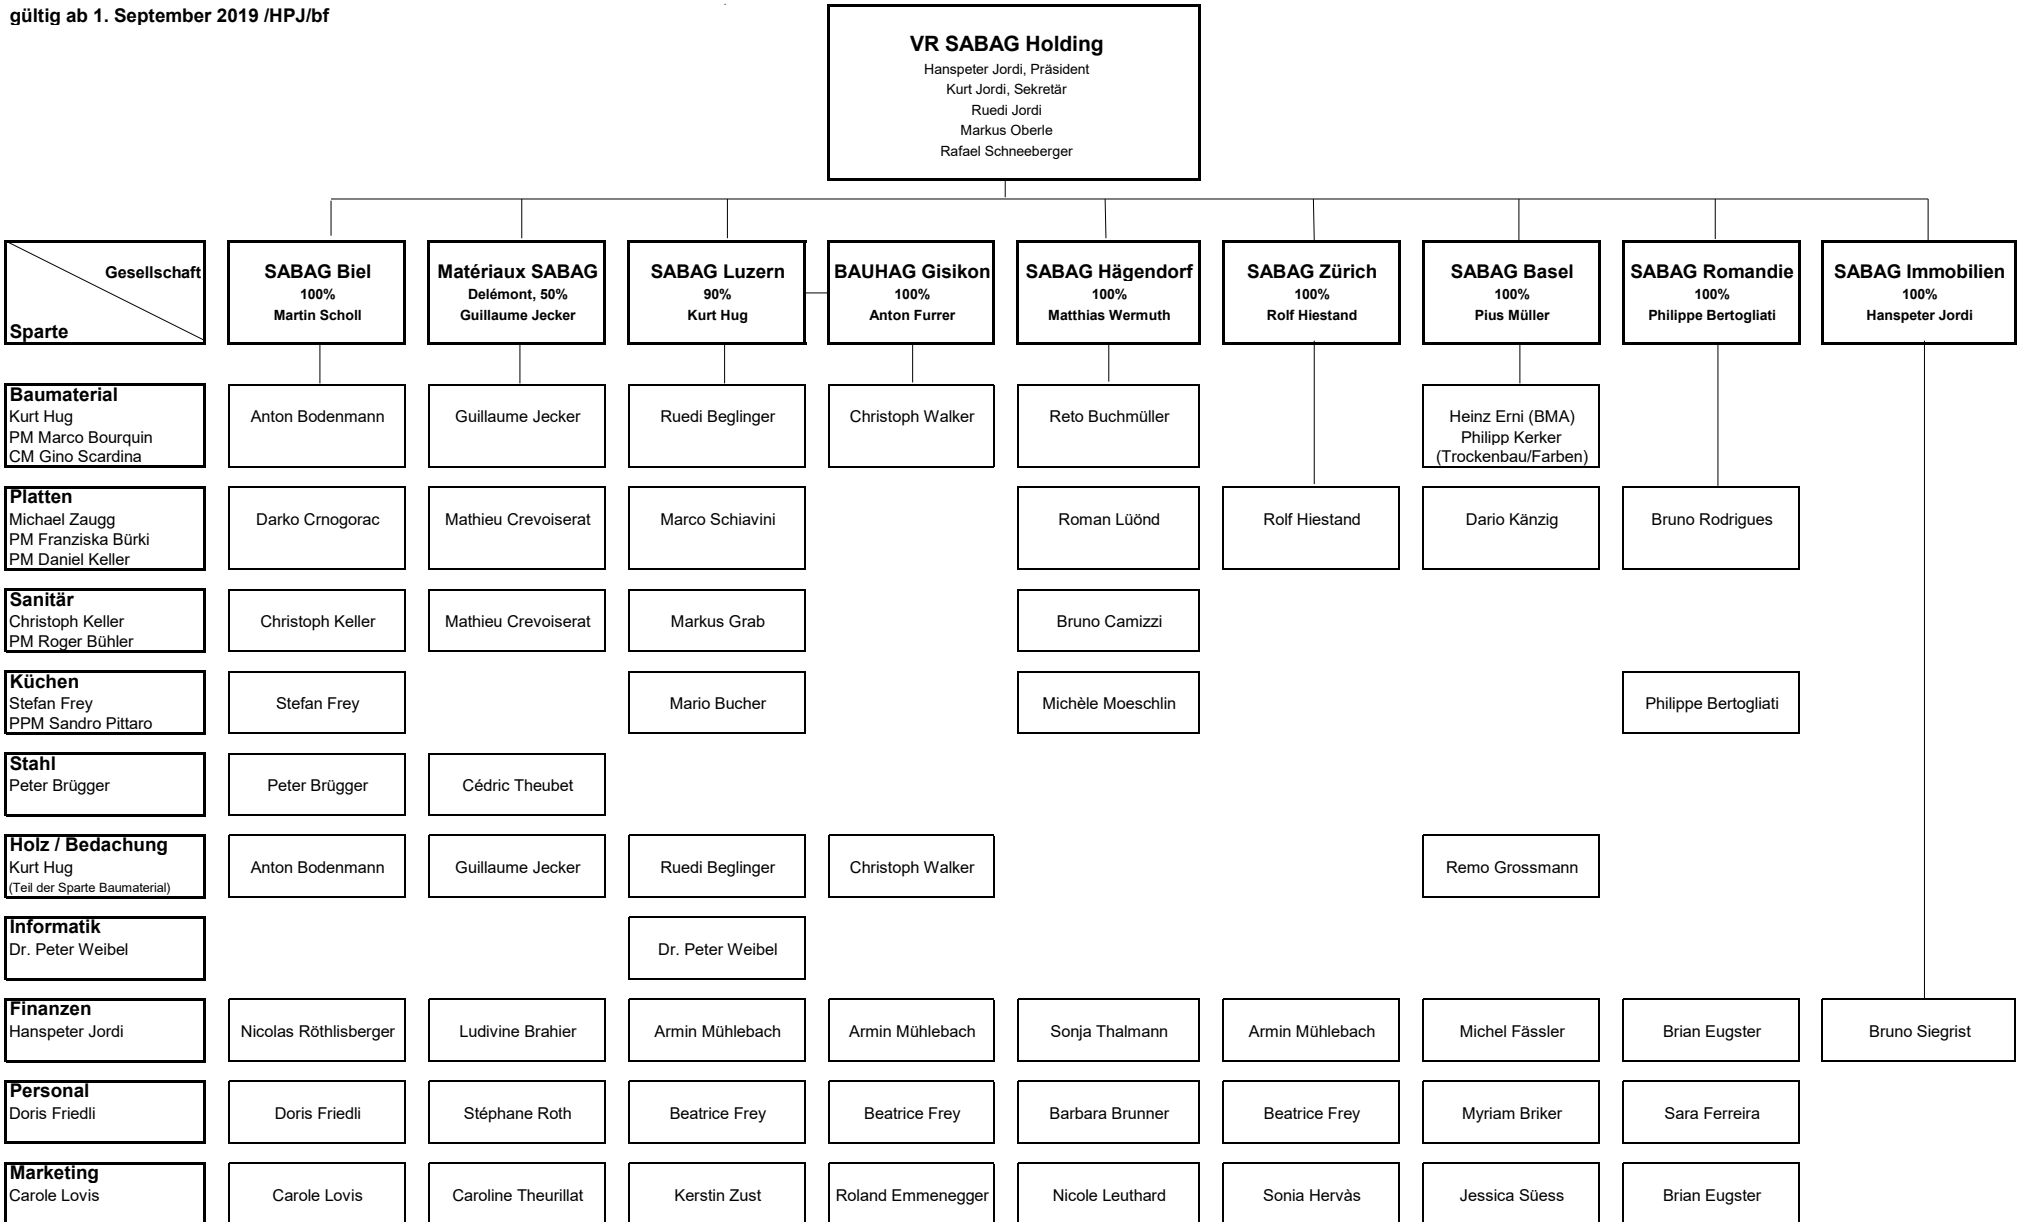 gültig ab 1. September 2019 /HPJ/bf
VR SABAG Holding
Hanspeter Jordi, Präsident
Kurt Jordi, Sekretär
Ruedi Jordi
Markus Oberle
Rafael Schneeberger
Gesellschaft
Sparte
SABAG Biel
100%
Martin Scholl
Matériaux SABAG
Delémont, 50%
Guillaume Jecker
SABAG Luzern
90%
Kurt Hug
BAUHAG Gisikon
100%
Anton Furrer
SABAG Hägendorf
100%
Matthias Wermuth
SABAG Zürich
100%
Rolf Hiestand
SABAG Basel
100%
Pius Müller
SABAG Romandie
100%
Philippe Bertogliati
SABAG Immobilien
100%
Hanspeter Jordi
Baumaterial
Kurt Hug
PM Marco Bourquin
CM Gino Scardina
Anton Bodenmann
Guillaume Jecker
Ruedi Beglinger
Christoph Walker
Reto Buchmüller
Heinz Erni (BMA)
Philipp Kerker
(Trockenbau/Farben)
Platten
Michael Zaugg
PM Franziska Bürki
PM Daniel Keller
Darko Crnogorac
Mathieu Crevoiserat
Marco Schiavini
Roman Lüönd
Rolf Hiestand
Dario Känzig
Bruno Rodrigues
Sanitär
Christoph Keller
PM Roger Bühler
Christoph Keller
Mathieu Crevoiserat
Markus Grab
Bruno Camizzi
Küchen
Stefan Frey
PPM Sandro Pittaro
Stefan Frey
Mario Bucher
Michèle Moeschlin
Philippe Bertogliati
Stahl
Peter Brügger
Peter Brügger
Cédric Theubet
Holz / Bedachung
Kurt Hug
(Teil der Sparte Baumaterial)
Anton Bodenmann
Guillaume Jecker
Ruedi Beglinger
Christoph Walker
Remo Grossmann
Informatik
Dr. Peter Weibel
Dr. Peter Weibel
Finanzen
Hanspeter Jordi
Nicolas Röthlisberger
Ludivine Brahier
Armin Mühlebach
Armin Mühlebach
Sonja Thalmann
Armin Mühlebach
Michel Fässler
Brian Eugster
Bruno Siegrist
Personal
Doris Friedli
Doris Friedli
Stéphane Roth
Beatrice Frey
Beatrice Frey
Barbara Brunner
Beatrice Frey
Myriam Briker
Sara Ferreira
Marketing
Carole Lovis
Carole Lovis
Caroline Theurillat
Kerstin Zust
Roland Emmenegger
Nicole Leuthard
Sonia Hervàs
Jessica Süess
Brian Eugster